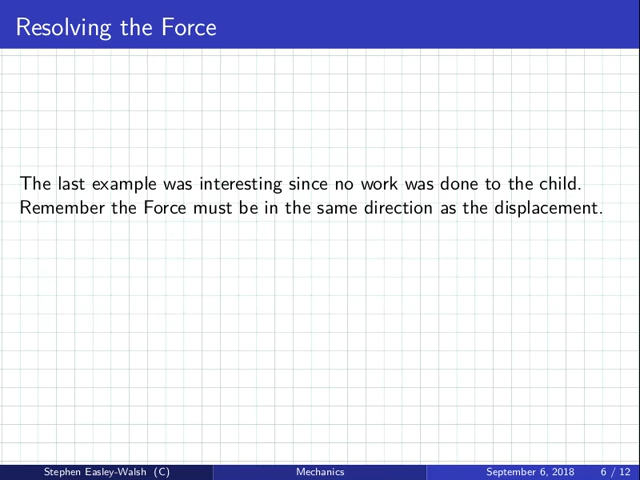 Resolving the Force
The last example was interesting since no work was done to the child.
Remember the Force must be in the same direction as the displacement.
Stephen Easley-Walsh (C) Mechanics September 6, 2018 6 / 12